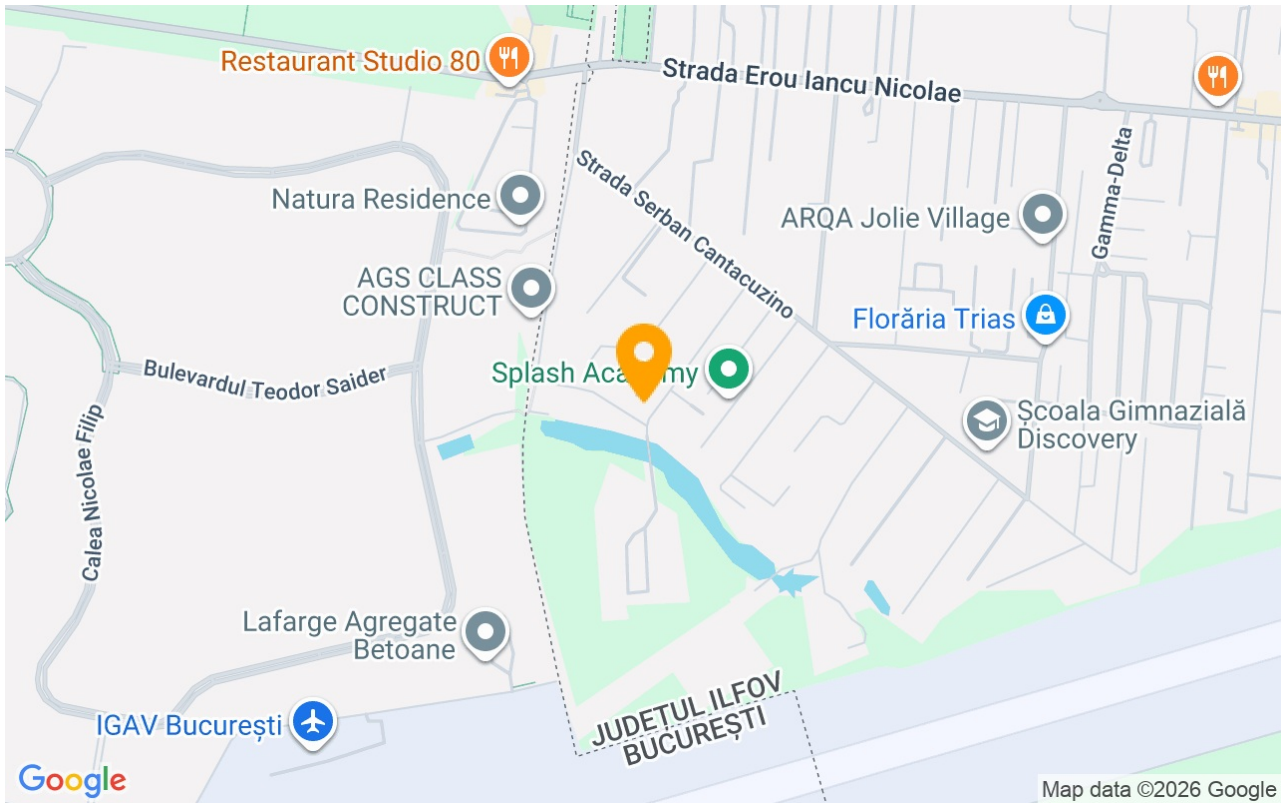 Restaurant Studio 80
Strada Erou Iancu Nicolae
Gamma-Delta
Strada Serban Cantacuzino
Natura Residence
ARQA Jolie Village
AGS CLASS
CONSTRUCT
Florăria Trias
Bulevardul Teodor Saider
Splash Academy
Școala Gimnazială
Discovery
Calea Nicolae Filip
Lafarge Agregate
Betoane
IGAV București
JUDEȚUL ILFOV
BUCUREȘTI
Google
Map data ©2026 Google